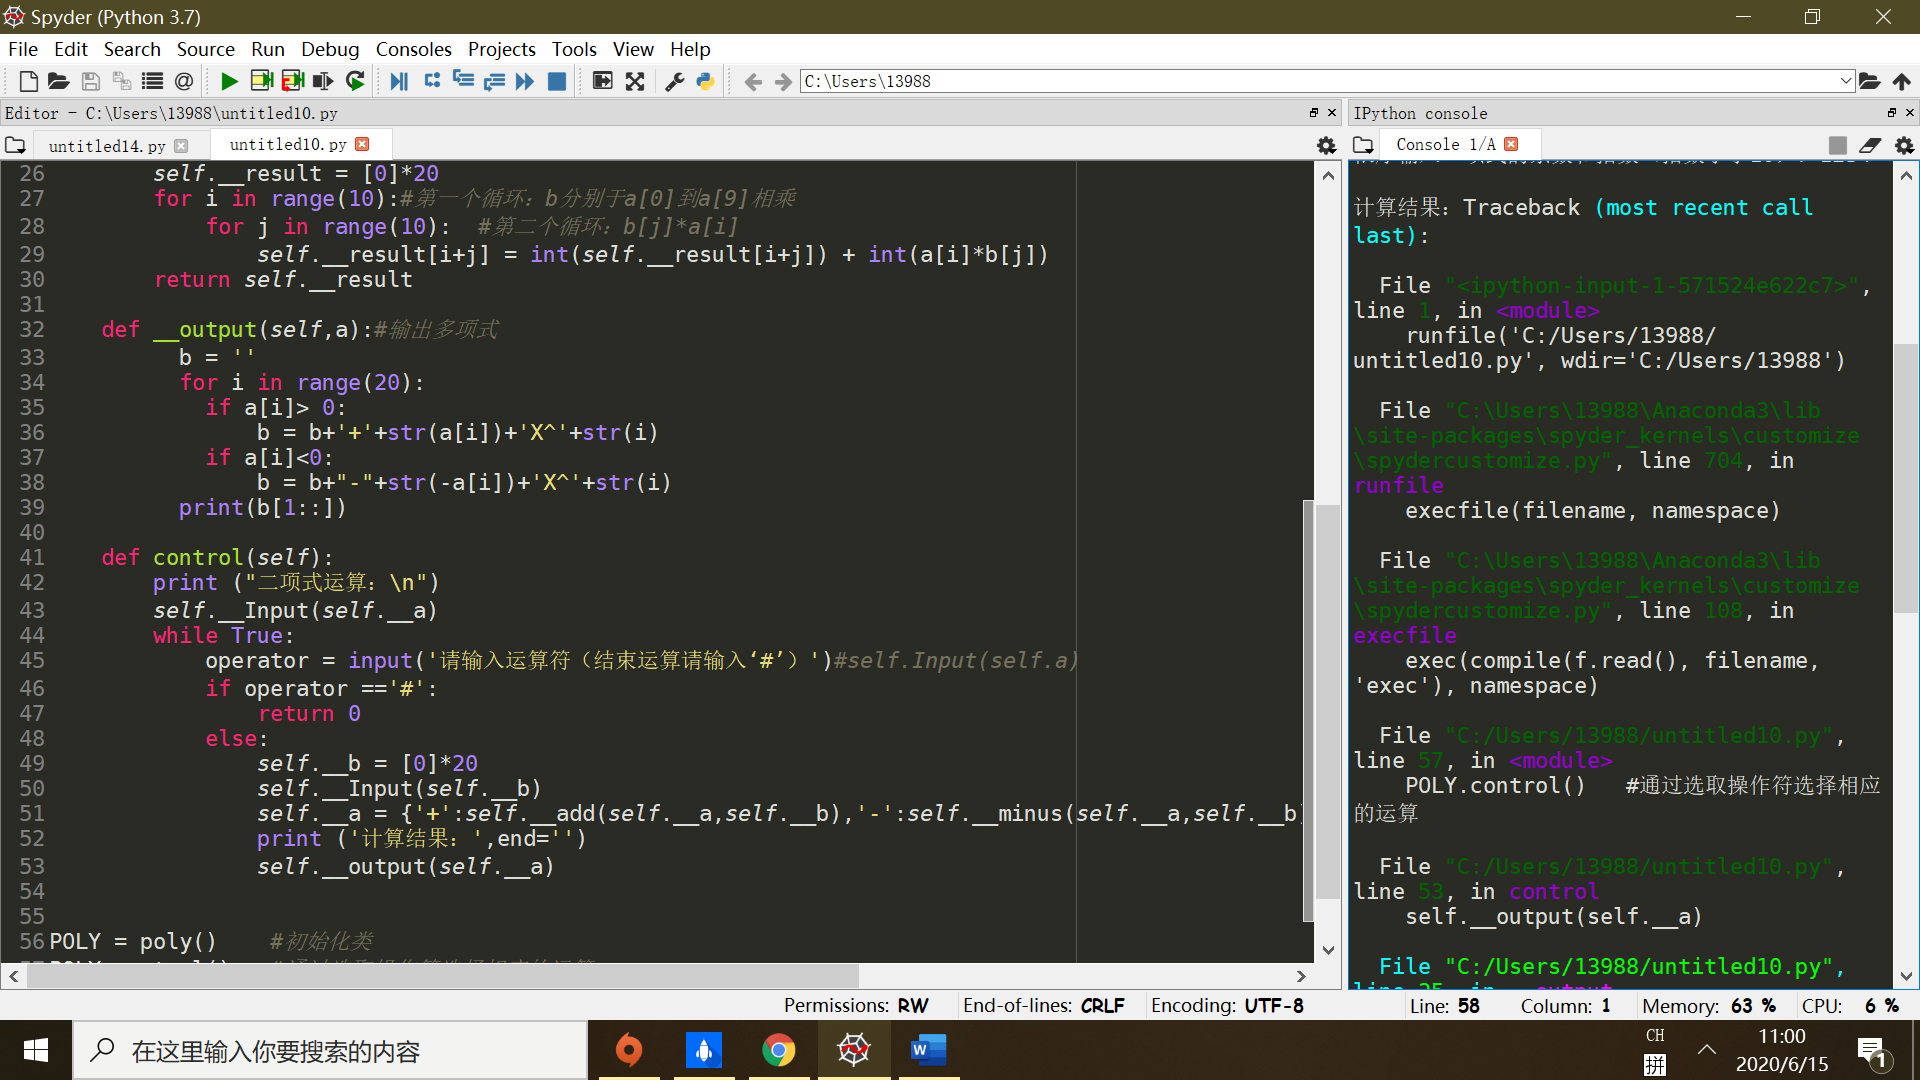 Spyder (Python 3.7)
File Edit Search Source Run Debug Consoles Projects Tools View Help
C:\Users\13988
Editor - C:\Users\13988\untitled10.py
untitled14.py
untitled10.py
26 self.__result = [0]*20
27 for i in range(10):#第一个循环：b分别于a[0]到a[9]相乘
28 for j in range(10): #第二个循环：b[j]*a[i]
29 self.__result[i+j] = int(self.__result[i+j]) + int(a[i]*b[j])
30 return self.__result
31
32 def __output(self,a):#输出多项式
33 b = ''
34 for i in range(20):
35 if a[i]> 0:
36 b = b+'+'+str(a[i])+'X^'+str(i)
37 if a[i]<0:
38 b = b+"-"+str(-a[i])+'X^'+str(i)
39 print(b[1::])
40
41 def control(self):
42 print ("二项式运算：\n")
43 self.__Input(self.__a)
44 while True:
45 operator = input('请输入运算符（结束运算请输入‘#’）')#self.Input(self.a)
46 if operator =='#':
47 return 0
48 else:
49 self.__b = [0]*20
50 self.__Input(self.__b)
51 self.__a = {'+':self.__add(self.__a,self.__b),'-':self.__minus(self.__a,self.__b
52 print ('计算结果：',end='')
53 self.__output(self.__a)
54
55
56 POLY = poly() #初始化类
IPython console
Console 1/A
计算结果：Traceback (most recent call
last):
File "<ipython-input-1-571524e622c7>",
line 1, in <module>
runfile('C:/Users/13988/
untitled10.py', wdir='C:/Users/13988')
File "C:\Users\13988\Anaconda3\lib
\site-packages\spyder_kernels\customize
\spydercustomize.py", line 704, in
runfile
execfile(filename, namespace)
File "C:\Users\13988\Anaconda3\lib
\site-packages\spyder_kernels\customize
\spydercustomize.py", line 108, in
execfile
exec(compile(f.read(), filename,
'exec'), namespace)
File "C:/Users/13988/untitled10.py",
line 57, in <module>
POLY.control() #通过选取操作符选择相应
的运算
File "C:/Users/13988/untitled10.py",
line 53, in control
self.__output(self.__a)
File "C:/Users/13988/untitled10.py",
Permissions: RW End-of-lines: CRLF Encoding: UTF-8 Line: 58 Column: 1 Memory: 63 % CPU: 6 %
在这里输入你要搜索的内容
CH
拼
11:00
2020/6/15
1